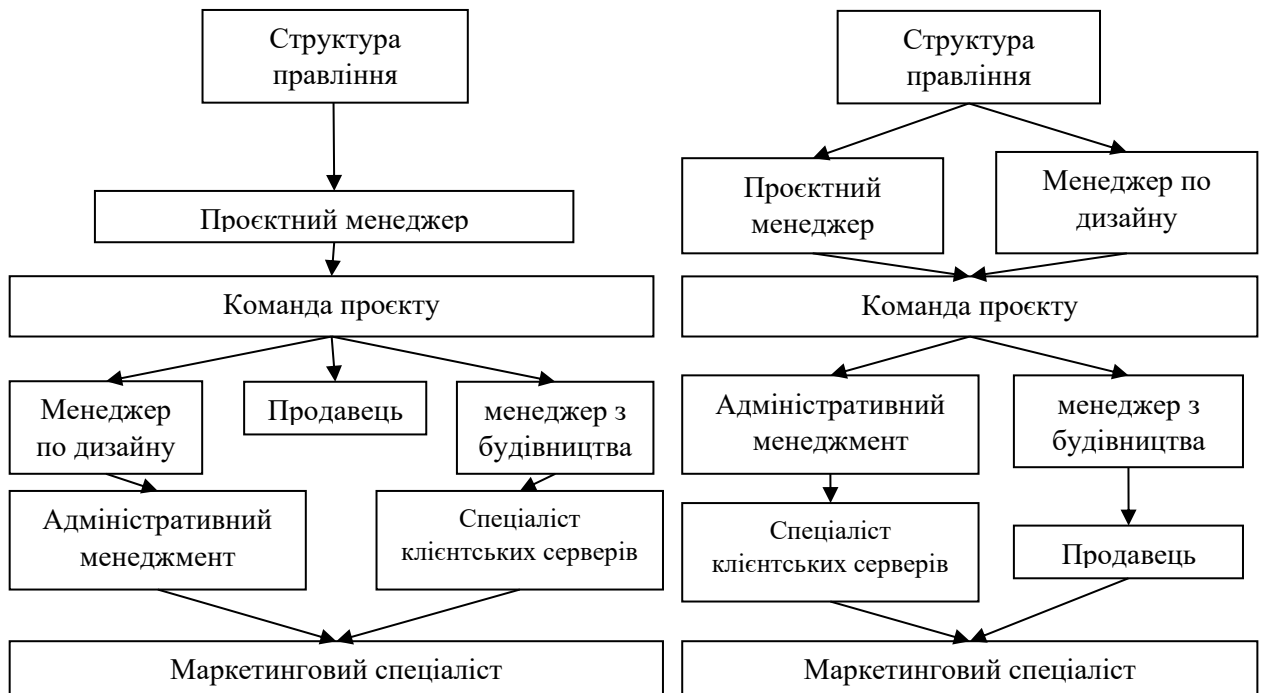 Структура
правління
Проєктний менеджер
Команда проєкту
Менеджер
по дизайну
Продавець
менеджер з
будівництва
Адміністративний
менеджмент
Спеціаліст
клієнтських серверів
Маркетинговий спеціаліст
Структура
правління
Проєктний
менеджер
Менеджер по
дизайну
Команда проєкту
Адміністративний
менеджмент
менеджер з
будівництва
Спеціаліст
клієнтських серверів
Продавець
Маркетинговий спеціаліст